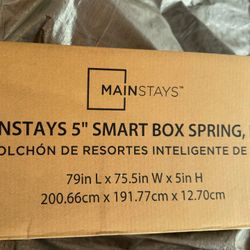 MAINSTAYS™
NSTAYS 5" SMART BOX SPRING,
OLCHÓN DE RESORTES INTELIGENTE DE
79in L x 75.5in W x 5in H
200.66cm x 191.77cm x 12.70cm